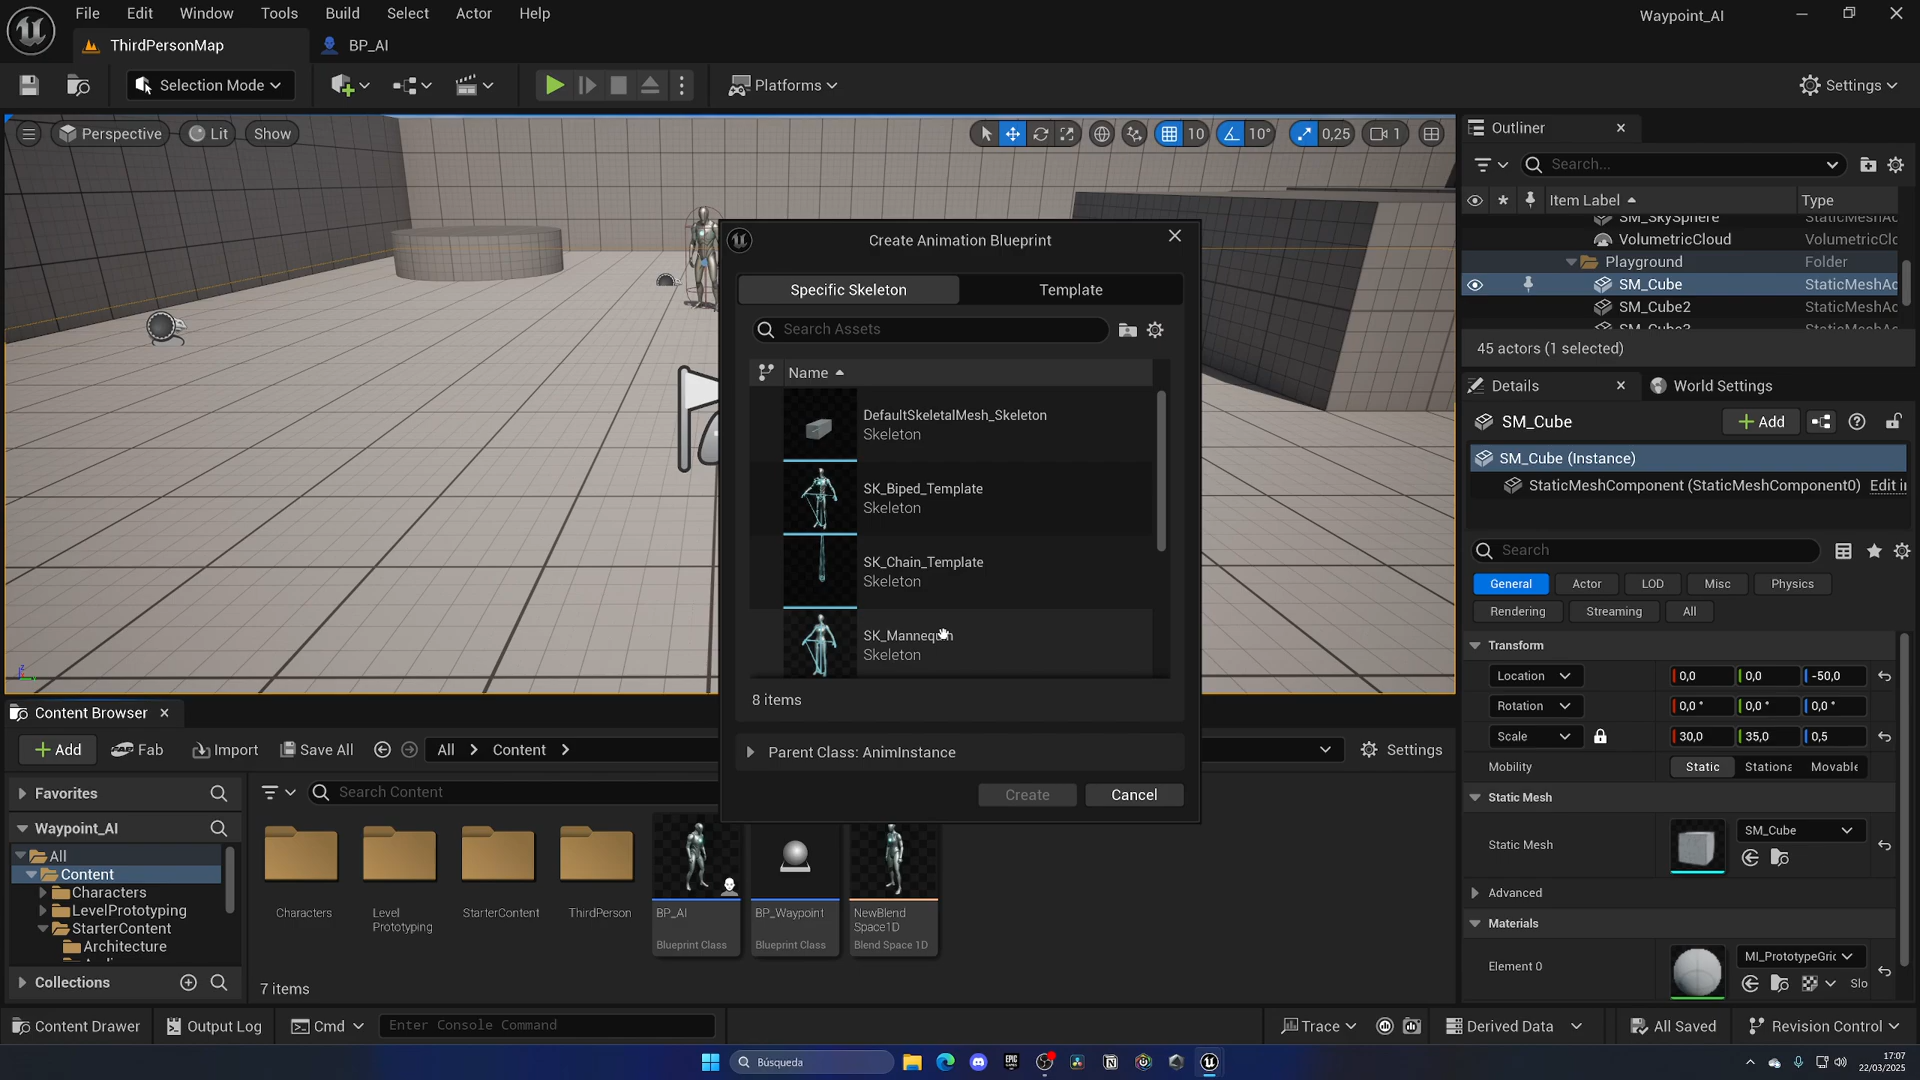 File Edit Window Tools Build Select Actor Help
Waypoint_AI
ThirdPersonMap
BP_AI
Selection Mode
Platforms
Settings
Perspective
Lit
Show
10
10°
0,25
1
Outliner
Search...
Item Label
Type
SM_SkySphere
VolumetricCloud
VolumetricClo
Playground
Folder
SM_Cube
StaticMeshAc
SM_Cube2
StaticMeshAc
45 actors (1 selected)
Details
World Settings
SM_Cube
Add
SM_Cube (Instance)
StaticMeshComponent (StaticMeshComponent0)
Edit in
Search
General
Actor
LOD
Misc
Physics
Rendering
Streaming
All
Transform
Location
0,0
0,0
-50,0
Rotation
0,0 °
0,0 °
0,0 °
Scale
30,0
35,0
0,5
Mobility
Static
Stationa
Movable
Static Mesh
Static Mesh
SM_Cube
Advanced
Materials
Element 0
MI_PrototypeGric
Slo
Create Animation Blueprint
Specific Skeleton
Template
Search Assets
Name
DefaultSkeletalMesh_Skeleton
Skeleton
SK_Biped_Template
Skeleton
SK_Chain_Template
Skeleton
SK_Mannequin
Skeleton
8 items
Parent Class: AnimInstance
Create
Cancel
Content Browser
Add
Fab
Import
Save All
All
Content
Settings
Favorites
Search Content
Waypoint_AI
All
Content
Characters
LevelPrototyping
StarterContent
Architecture
Collections
Characters
Level
Prototyping
StarterContent
ThirdPerson
BP_AI
Blueprint Class
BP_Waypoint
Blueprint Class
NewBlend
Space1D
Blend Space 1D
7 items
Content Drawer
Output Log
Cmd
Enter Console Command
Trace
Derived Data
All Saved
Revision Control
Búsqueda
EPIC
17:07
22/03/2025